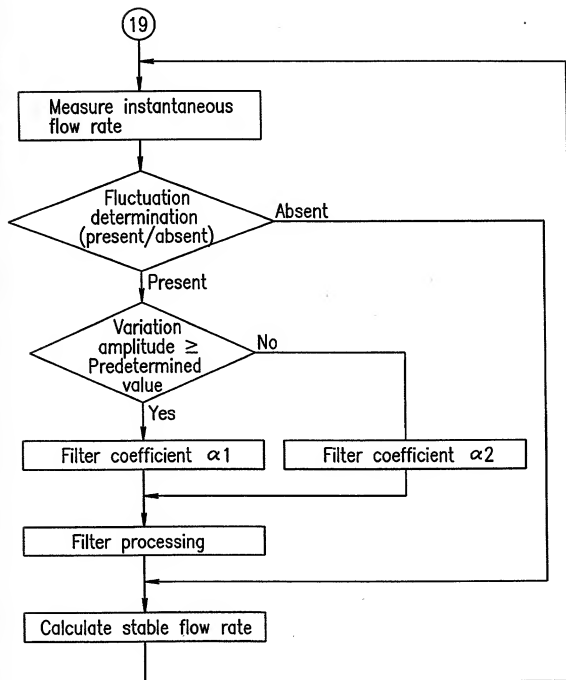 19
Measure instantaneous
flow rate
Fluctuation
determination
(present/absent)
Absent
Present
Variation
amplitude ≥
Predetermined
value
No
Yes
Filter coefficient α1
Filter coefficient α2
Filter processing
Calculate stable flow rate